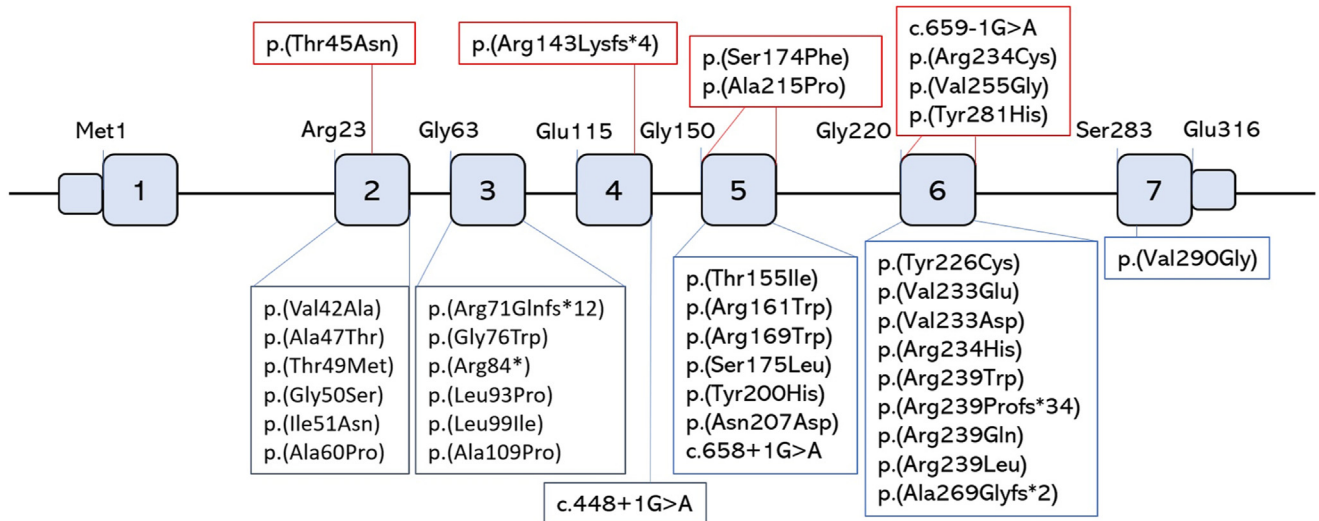 p.(Thr45Asn)
p.(Arg143Lysfs*4)
p.(Ser174Phe)
p.(Ala215Pro)
c.659-1G>A
p.(Arg234Cys)
p.(Val255Gly)
p.(Tyr281His)
Met1
Arg23
Gly63
Glu115
Gly150
Gly220
Ser283
Glu316
1
2
3
4
5
6
7
p.(Val42Ala)
p.(Ala47Thr)
p.(Thr49Met)
p.(Gly50Ser)
p.(Ile51Asn)
p.(Ala60Pro)
p.(Arg71Glnfs*12)
p.(Gly76Trp)
p.(Arg84*)
p.(Leu93Pro)
p.(Leu99Ile)
p.(Ala109Pro)
c.448+1G>A
p.(Thr155Ile)
p.(Arg161Trp)
p.(Arg169Trp)
p.(Ser175Leu)
p.(Tyr200His)
p.(Asn207Asp)
c.658+1G>A
p.(Tyr226Cys)
p.(Val233Glu)
p.(Val233Asp)
p.(Arg234His)
p.(Arg239Trp)
p.(Arg239Profs*34)
p.(Arg239Gln)
p.(Arg239Leu)
p.(Ala269Glyfs*2)
p.(Val290Gly)